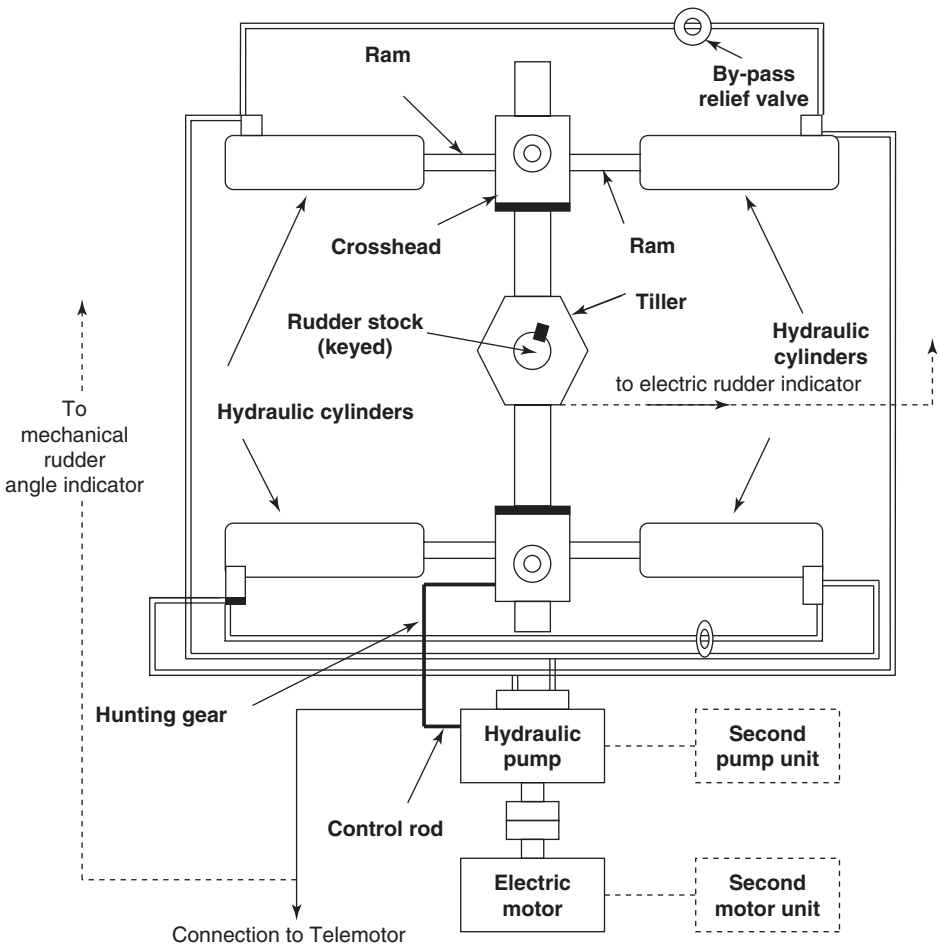 Ram
By-pass
relief valve
Crosshead
Ram
Tiller
Rudder stock
(keyed)
Hydraulic
cylinders
to electric rudder indicator
To
mechanical
rudder
angle indicator
Hydraulic cylinders
Hunting gear
Hydraulic
pump
Second
pump unit
Control rod
Electric
motor
Second
motor unit
Connection to Telemotor